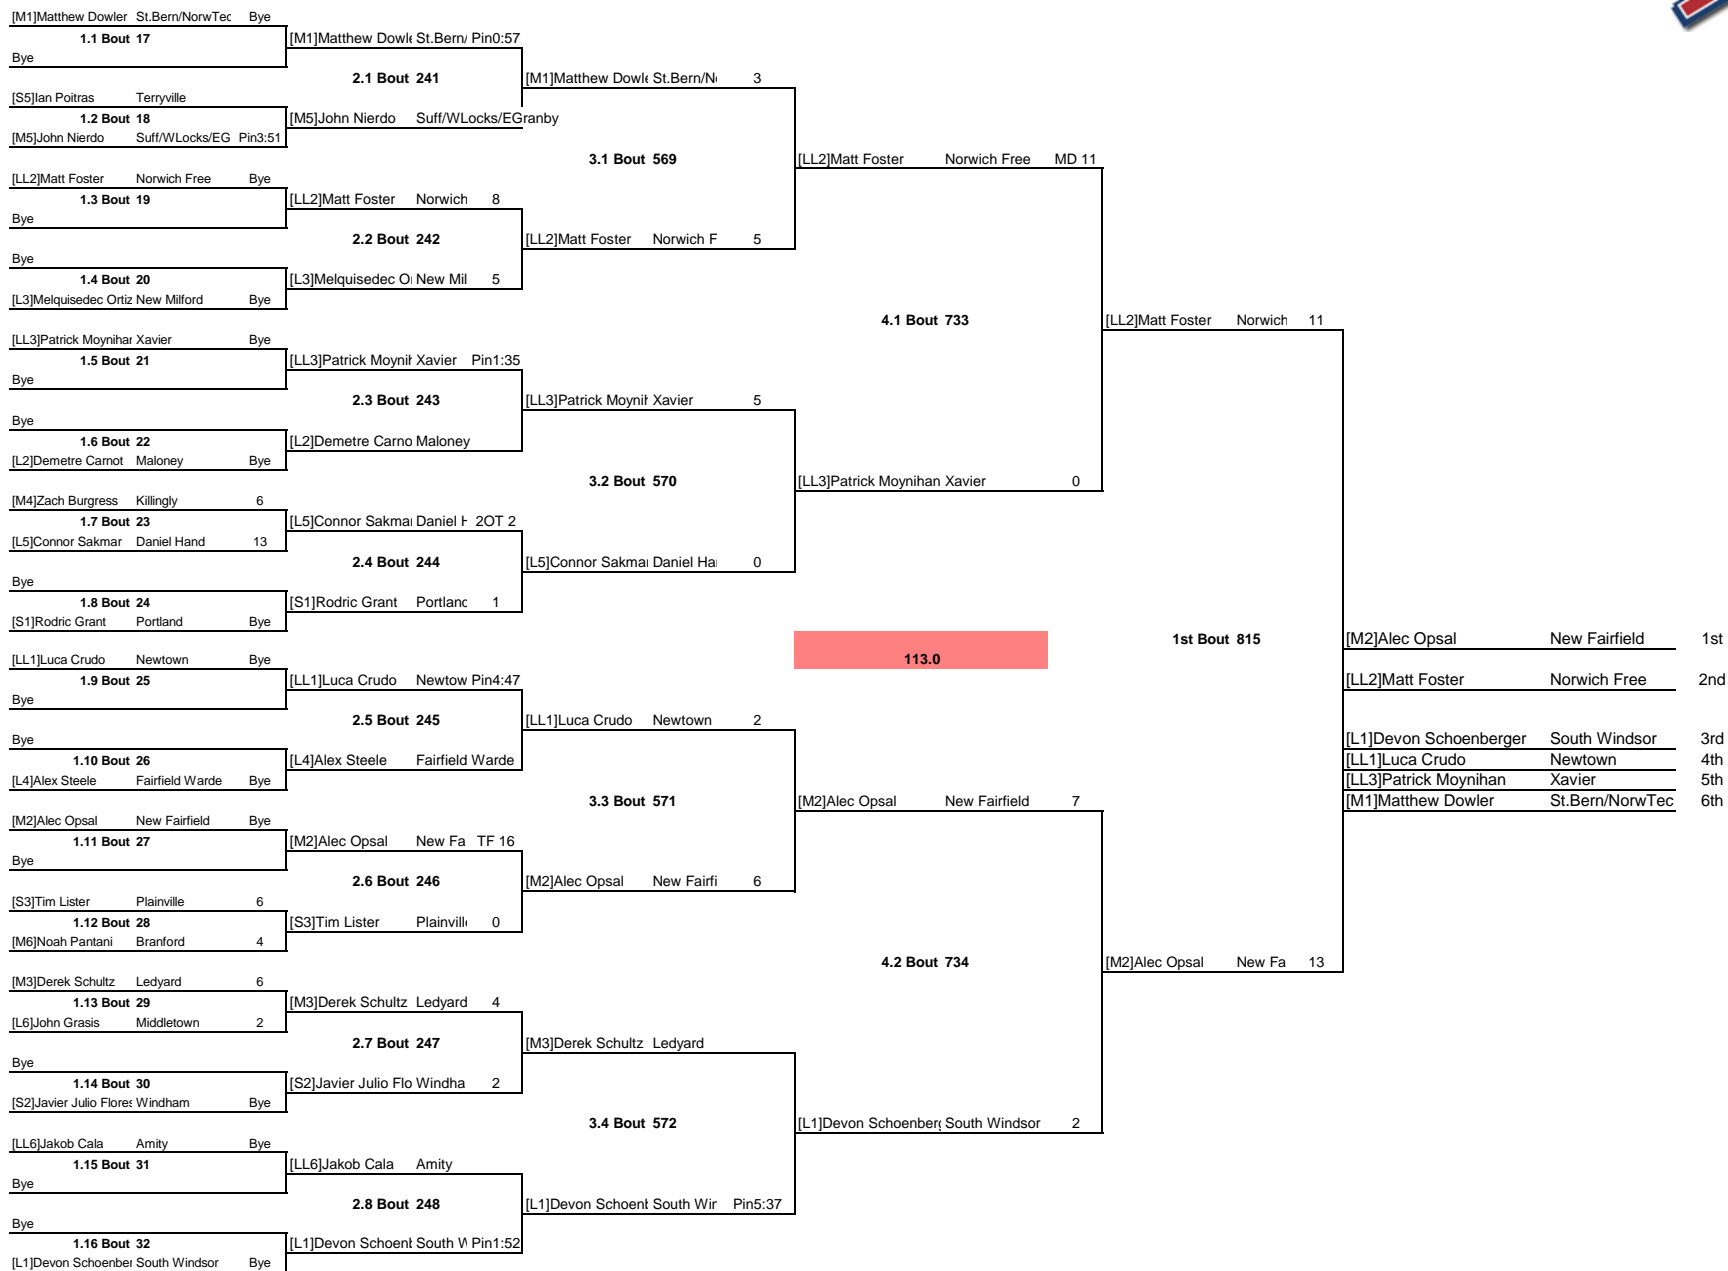 [M1]Matthew Dowler St.Bern/NorwTec Bye
1.1 Bout 17
Bye
[S5]Ian Poitras Terryville
1.2 Bout 18
[M5]John Nierdo Suff/WLocks/EG Pin3:51
[LL2]Matt Foster Norwich Free Bye
1.3 Bout 19
Bye
Bye
1.4 Bout 20
[L3]Melquisedec Ortiz New Milford Bye
[LL3]Patrick Moynihar Xavier Bye
1.5 Bout 21
Bye
Bye
1.6 Bout 22
[L2]Demetre Carnot Maloney Bye
[M4]Zach Burgress Killingly 6
1.7 Bout 23
[L5]Connor Sakmar Daniel Hand 13
Bye
1.8 Bout 24
[S1]Rodric Grant Portland Bye
[LL1]Luca Crudo Newtown Bye
1.9 Bout 25
Bye
Bye
1.10 Bout 26
[L4]Alex Steele Fairfield Warde Bye
[M2]Alec Opsal New Fairfield Bye
1.11 Bout 27
Bye
[S3]Tim Lister Plainville 6
1.12 Bout 28
[M6]Noah Pantani Branford 4
[M3]Derek Schultz Ledyard 6
1.13 Bout 29
[L6]John Grasis Middletown 2
Bye
1.14 Bout 30
[S2]Javier Julio Flores Windham Bye
[LL6]Jakob Cala Amity Bye
1.15 Bout 31
Bye
Bye
1.16 Bout 32
[L1]Devon Schoenber South Windsor Bye
[M1]Matthew Dowle St.Bern/ Pin0:57
2.1 Bout 241
[M5]John Nierdo Suff/WLocks/EGranby
[LL2]Matt Foster Norwich 8
2.2 Bout 242
[L3]Melquisedec Or New Mil 5
[LL3]Patrick Moynih Xavier Pin1:35
2.3 Bout 243
[L2]Demetre Carno Maloney
[L5]Connor Sakmar Daniel H 2OT 2
2.4 Bout 244
[S1]Rodric Grant Portland 1
[LL1]Luca Crudo Newtow Pin4:47
2.5 Bout 245
[L4]Alex Steele Fairfield Warde
[M2]Alec Opsal New Fa TF 16
2.6 Bout 246
[S3]Tim Lister Plainville 0
[M3]Derek Schultz Ledyard 4
2.7 Bout 247
[S2]Javier Julio Flo Windha 2
[LL6]Jakob Cala Amity
2.8 Bout 248
[L1]Devon Schoenb South W Pin1:52
[M1]Matthew Dowle St.Bern/No 3
3.1 Bout 569
[LL2]Matt Foster Norwich F 5
[LL3]Patrick Moynih Xavier 5
3.2 Bout 570
[L5]Connor Sakmar Daniel Han 0
[LL1]Luca Crudo Newtown 2
3.3 Bout 571
[M2]Alec Opsal New Fairfi 6
[M3]Derek Schultz Ledyard
3.4 Bout 572
[L1]Devon Schoenb South Win Pin5:37
[LL2]Matt Foster Norwich Free MD 11
4.1 Bout 733
[LL3]Patrick Moynihan Xavier 0
113.0
[M2]Alec Opsal New Fairfield 7
4.2 Bout 734
[L1]Devon Schoenberg South Windsor 2
[LL2]Matt Foster Norwich 11
1st Bout 815
[M2]Alec Opsal New Fa 13
[M2]Alec Opsal New Fairfield 1st
[LL2]Matt Foster Norwich Free 2nd
[L1]Devon Schoenberger South Windsor 3rd
[LL1]Luca Crudo Newtown 4th
[LL3]Patrick Moynihan Xavier 5th
[M1]Matthew Dowler St.Bern/NorwTec 6th